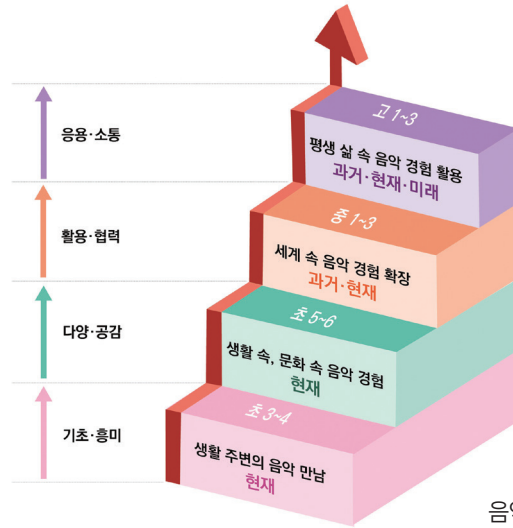 고 1~3
응용·소통
평생 삶 속 음악 경험 활용
과거·현재·미래
중 1~3
활용·협력
세계 속 음악 경험 확장
과거·현재
초 5~6
다양·공감
생활 속, 문화 속 음악 경험
현재
초 3~4
기초·흥미
생활 주변의 음악 만남
현재